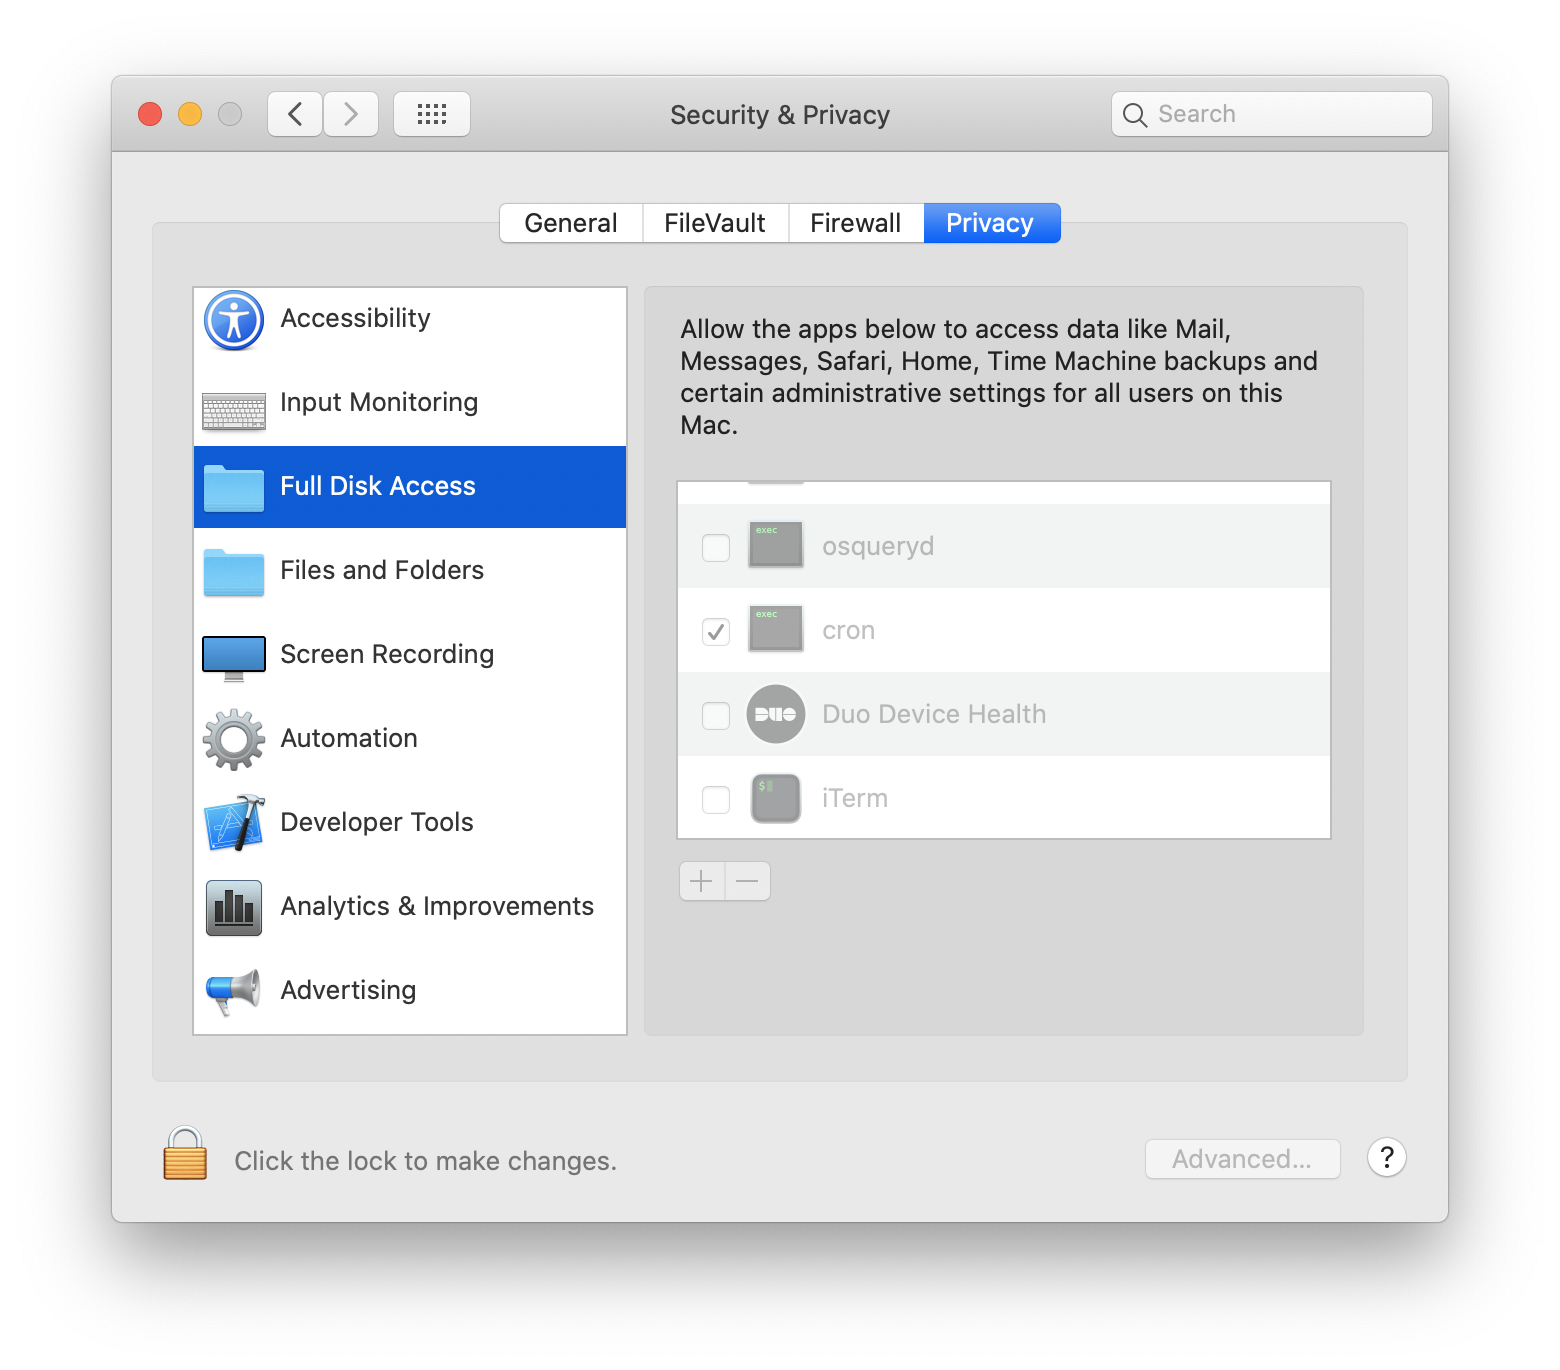 Security & Privacy
Search
General
FileVault
Firewall
Privacy
Accessibility
Input Monitoring
Full Disk Access
Files and Folders
Screen Recording
Automation
Developer Tools
Analytics & Improvements
Advertising
Allow the apps below to access data like Mail,
Messages, Safari, Home, Time Machine backups and
certain administrative settings for all users on this
Mac.
exec
osqueryd
exec
cron
DUO
Duo Device Health
$
iTerm
Click the lock to make changes.
Advanced...
?